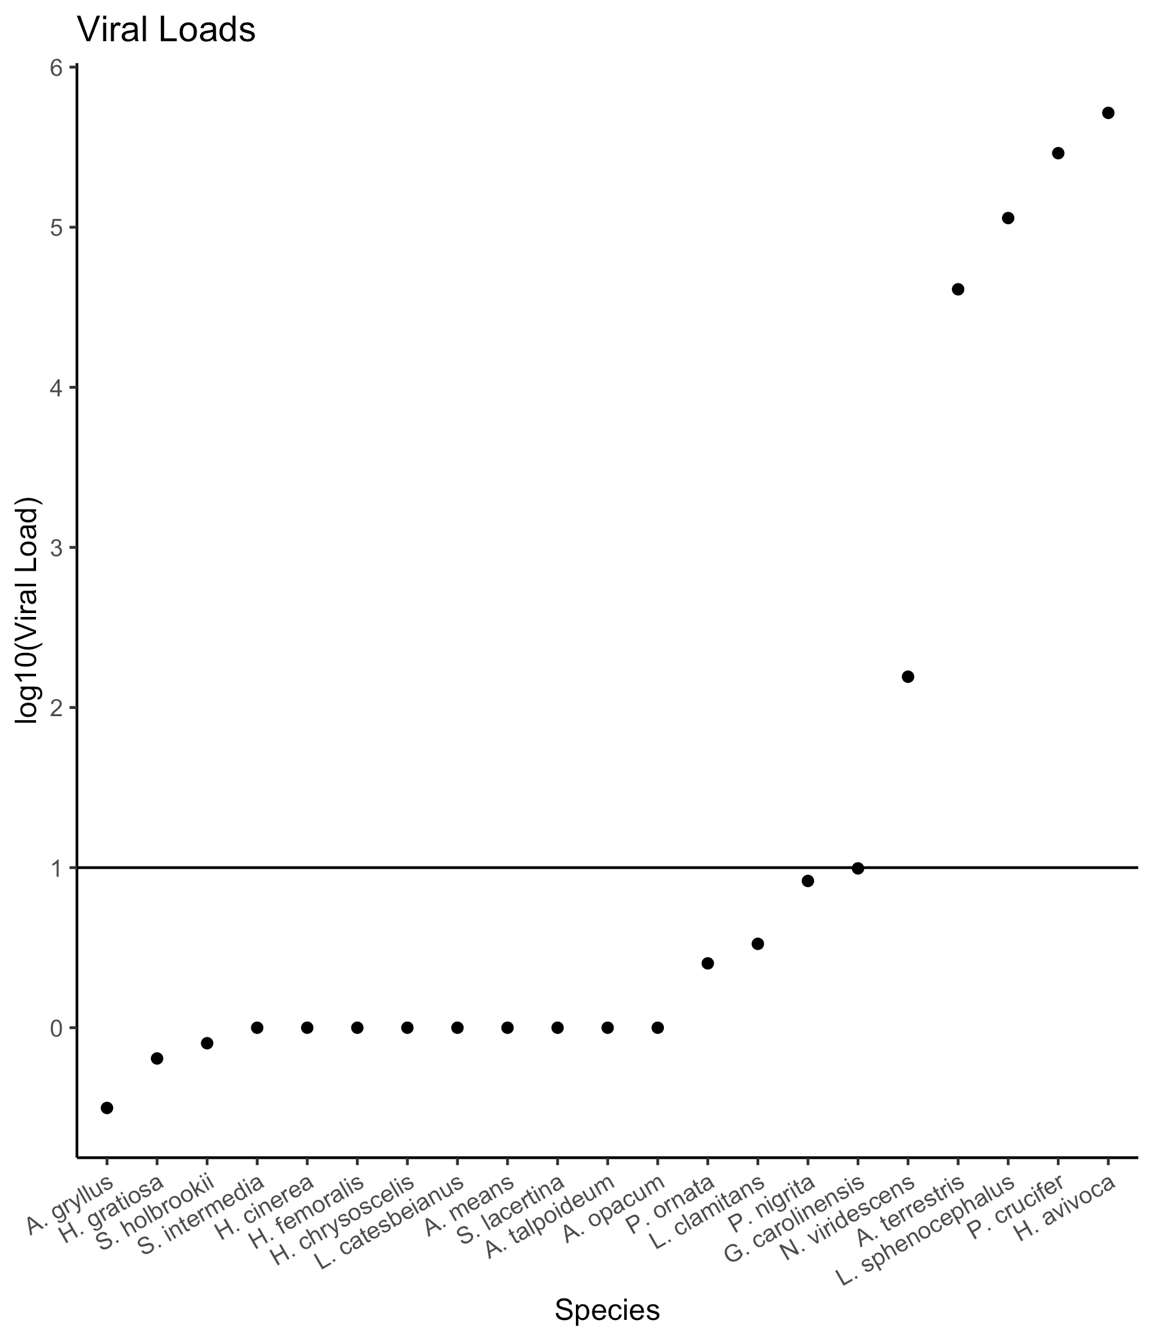 Viral Loads
6
5
4
3
2
1
0
log10(Viral Load)
A. gryllus
H. gratiosa
S. holbrookii
S. intermedia
H. cinerea
H. femoralis
H. chrysoscelis
L. catesbeianus
A. means
S. lacertina
A. talpoideum
A. opacum
P. ornata
L. clamitans
P. nigrita
G. carolinensis
N. viridescens
A. terrestris
L. sphenocephalus
P. crucifer
H. avivoca
Species